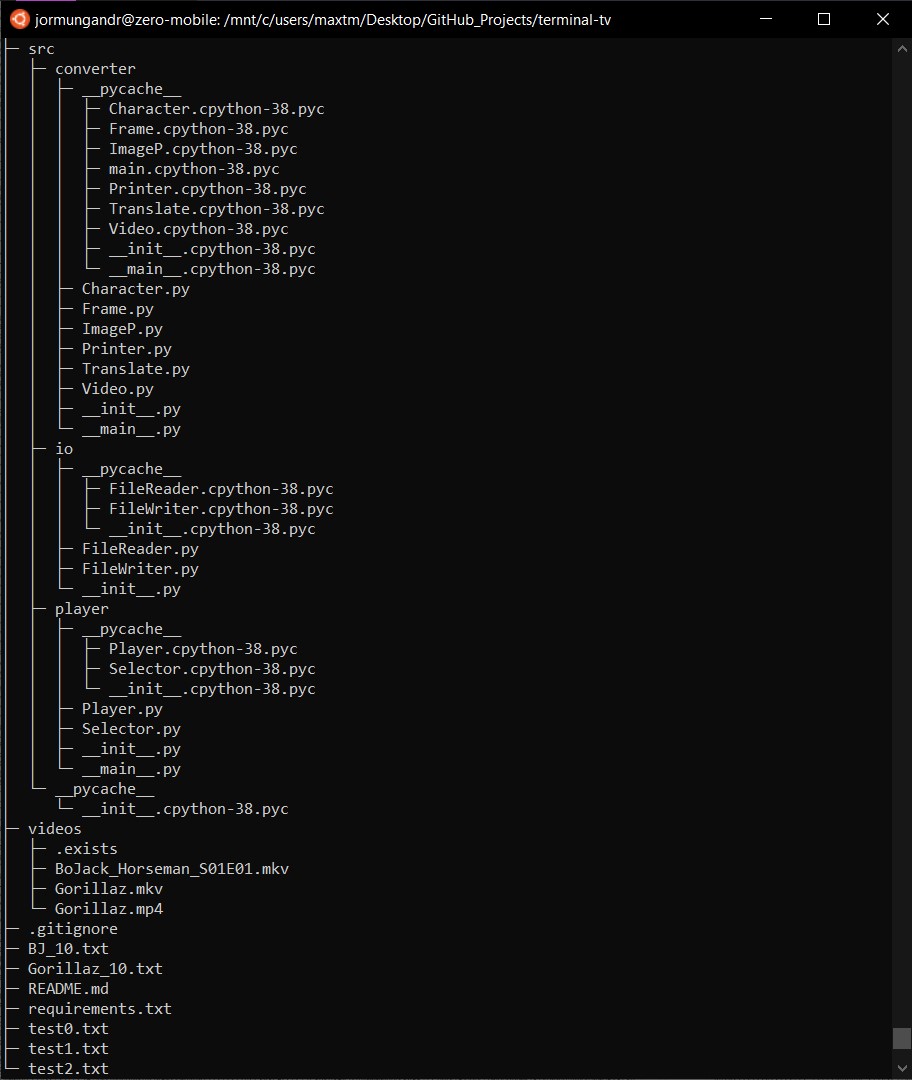 jormungandr@zero-mobile: /mnt/c/users/maxtm/Desktop/GitHub_Projects/terminal-tv
├─ src
│  ├─ converter
│  │  ├─ __pycache__
│  │  │  ├─ Character.cpython-38.pyc
│  │  │  ├─ Frame.cpython-38.pyc
│  │  │  ├─ ImageP.cpython-38.pyc
│  │  │  ├─ main.cpython-38.pyc
│  │  │  ├─ Printer.cpython-38.pyc
│  │  │  ├─ Translate.cpython-38.pyc
│  │  │  ├─ Video.cpython-38.pyc
│  │  │  ├─ __init__.cpython-38.pyc
│  │  │  └─ __main__.cpython-38.pyc
│  │  ├─ Character.py
│  │  ├─ Frame.py
│  │  ├─ ImageP.py
│  │  ├─ Printer.py
│  │  ├─ Translate.py
│  │  ├─ Video.py
│  │  ├─ __init__.py
│  │  └─ __main__.py
│  ├─ io
│  │  ├─ __pycache__
│  │  │  ├─ FileReader.cpython-38.pyc
│  │  │  ├─ FileWriter.cpython-38.pyc
│  │  │  └─ __init__.cpython-38.pyc
│  │  ├─ FileReader.py
│  │  ├─ FileWriter.py
│  │  └─ __init__.py
│  ├─ player
│  │  ├─ __pycache__
│  │  │  ├─ Player.cpython-38.pyc
│  │  │  ├─ Selector.cpython-38.pyc
│  │  │  └─ __init__.cpython-38.pyc
│  │  ├─ Player.py
│  │  ├─ Selector.py
│  │  ├─ __init__.py
│  │  └─ __main__.py
│  └─ __pycache__
│     └─ __init__.cpython-38.pyc
├─ videos
│  ├─ .exists
│  ├─ BoJack_Horseman_S01E01.mkv
│  ├─ Gorillaz.mkv
│  └─ Gorillaz.mp4
├─ .gitignore
├─ BJ_10.txt
├─ Gorillaz_10.txt
├─ README.md
├─ requirements.txt
├─ test0.txt
├─ test1.txt
└─ test2.txt